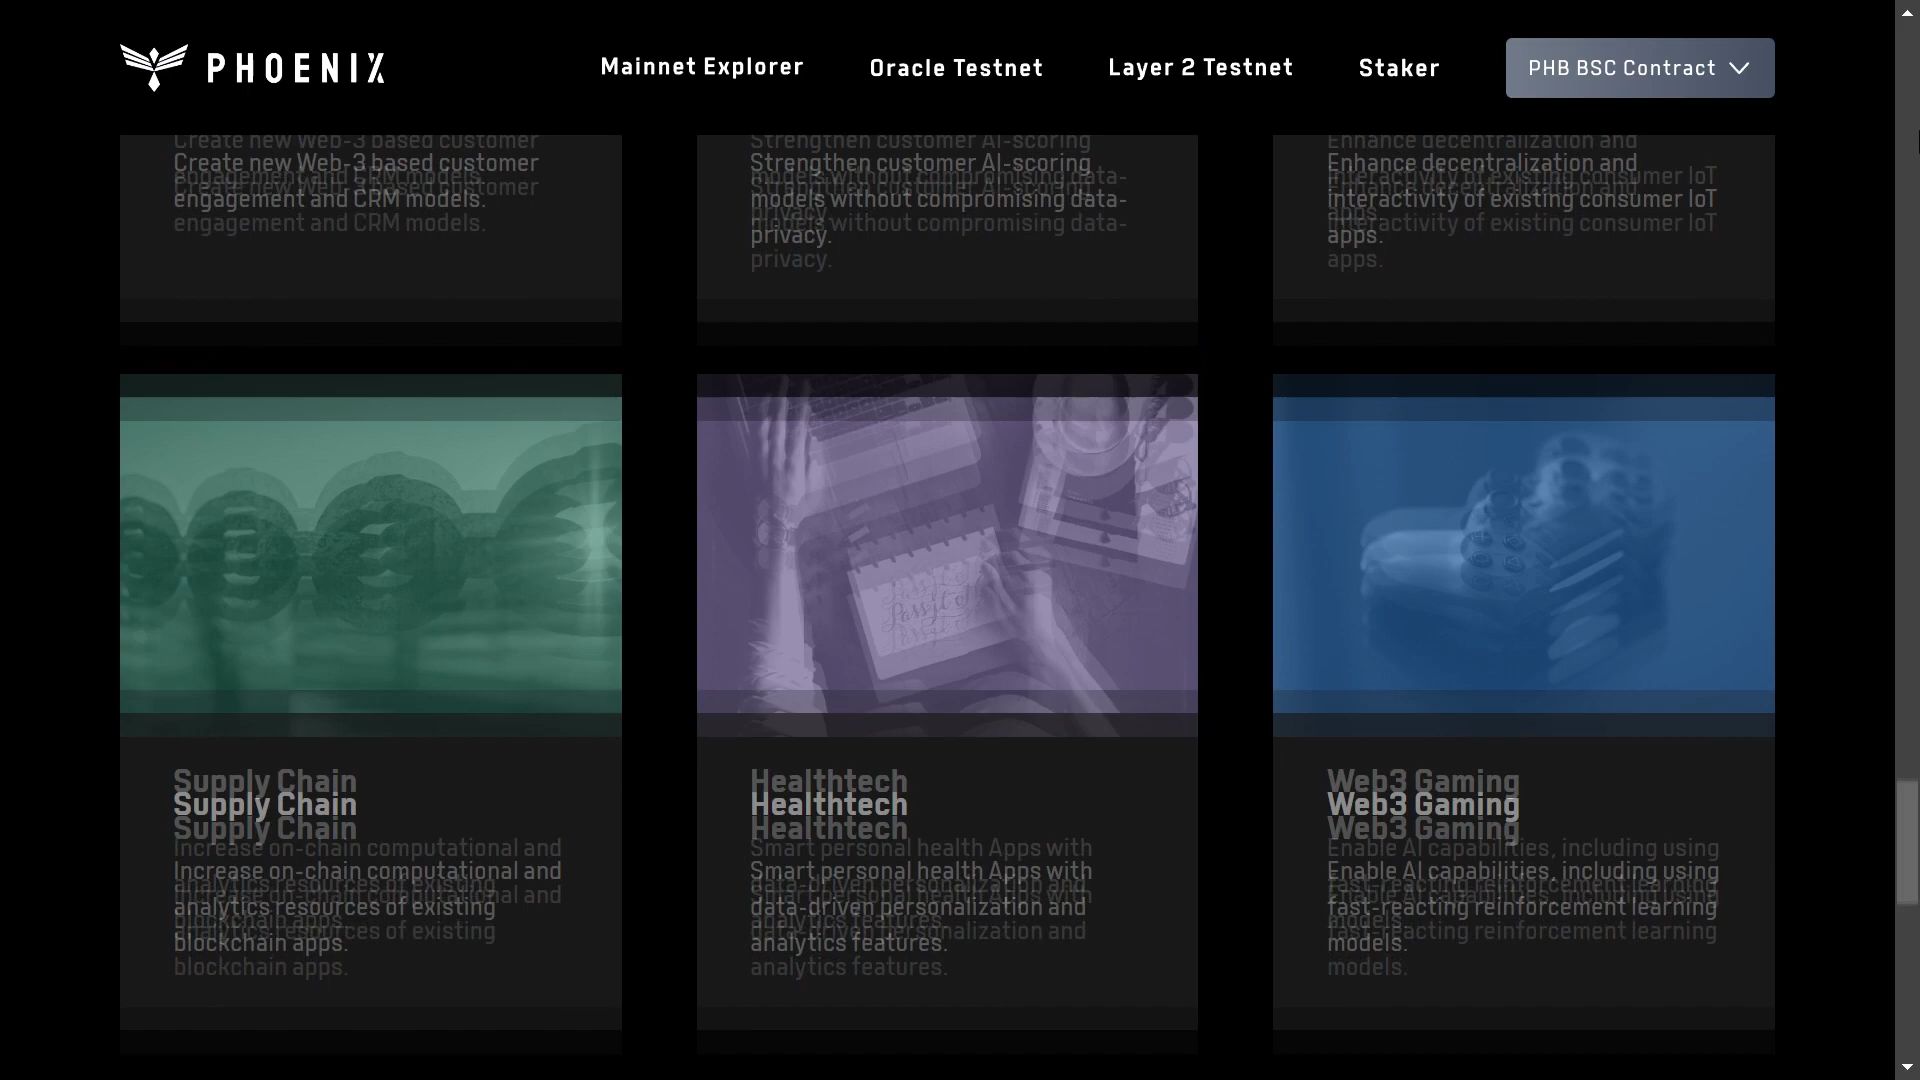 PHOENIX
Mainnet Explorer
Oracle Testnet
Layer 2 Testnet
Staker
PHB BSC Contract
Create new Web-3 based customer
engagement and CRM models.
Strengthen customer AI-scoring
models without compromising data-
privacy.
Enhance decentralization and
interactivity of existing consumer IoT
apps.
Supply Chain
Increase on-chain computational and
analytics resources of existing
blockchain apps.
Healthtech
Smart personal health Apps with
data-driven personalization and
analytics features.
Web3 Gaming
Enable AI capabilities, including using
fast-reacting reinforcement learning
models.